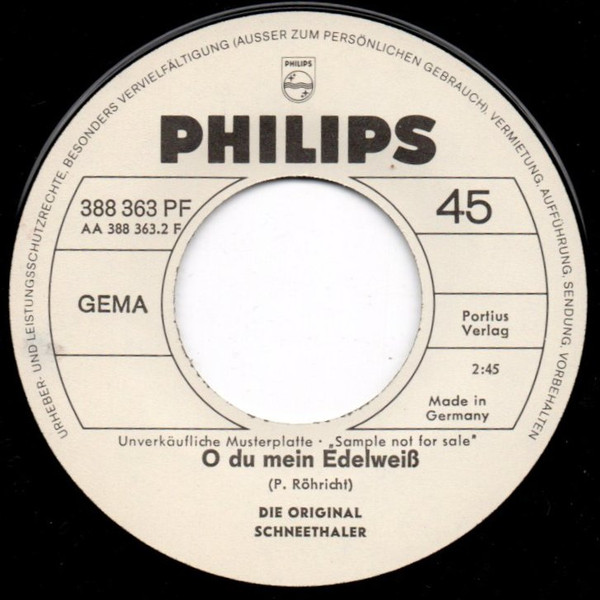 URHEBER- UND LEISTUNGSSCHUTZRECHTE, BESONDERS VERVIELFÄLTIGUNG (AUSSER ZUM PERSÖNLICHEN GEBRAUCH), VERMIETUNG, AUFFÜHRUNG, SENDUNG, VORBEHALTEN
PHILIPS
PHILIPS
388 363 PF
AA 388 363.2 F
45
GEMA
Portius
Verlag
2:45
Made in
Germany
Unverkäufliche Musterplatte · „Sample not for sale"
O du mein Edelweiß
(P. Röhricht)
DIE ORIGINAL
SCHNEETHALER